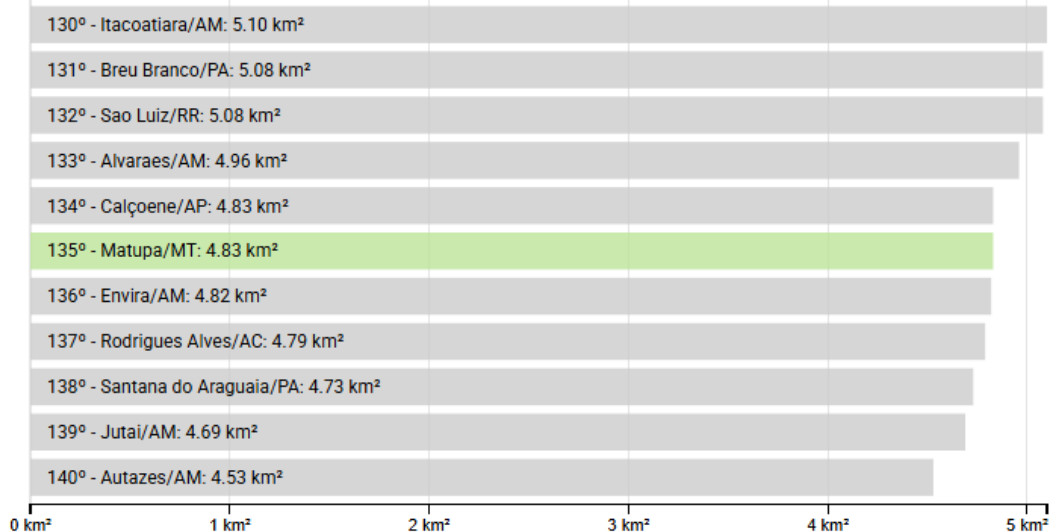 130º - Itacoatiara/AM: 5.10 km²
131º - Breu Branco/PA: 5.08 km²
132º - Sao Luiz/RR: 5.08 km²
133º - Alvaraes/AM: 4.96 km²
134º - Calçoene/AP: 4.83 km²
135º - Matupa/MT: 4.83 km²
136º - Envira/AM: 4.82 km²
137º - Rodrigues Alves/AC: 4.79 km²
138º - Santana do Araguaia/PA: 4.73 km²
139º - Jutai/AM: 4.69 km²
140º - Autazes/AM: 4.53 km²
0 km² 1 km² 2 km² 3 km² 4 km² 5 km²